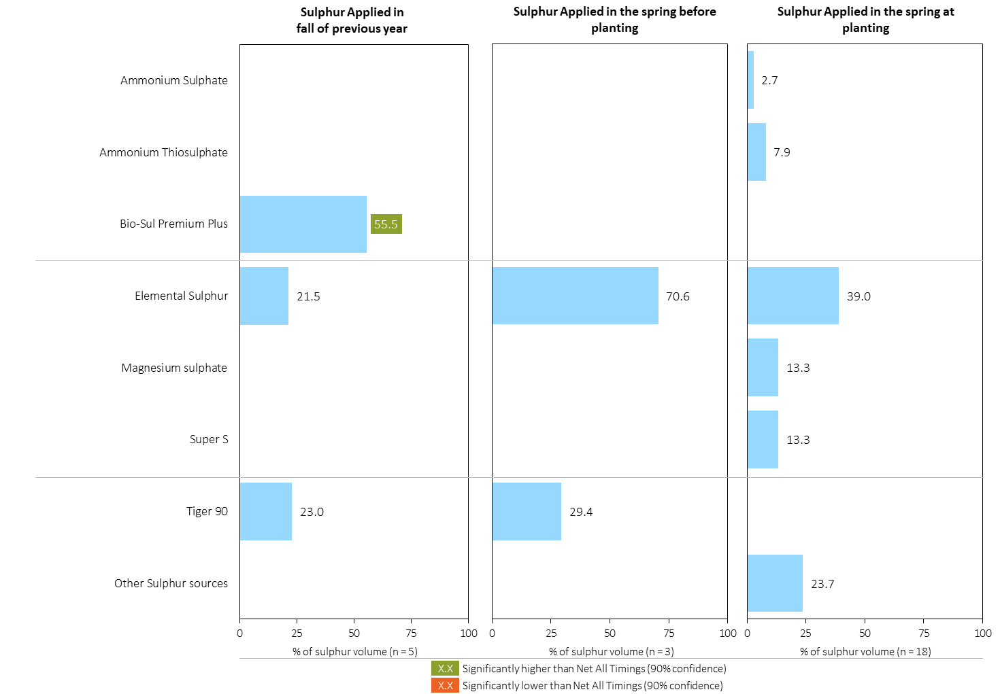 Sulphur Applied in
fall of previous year
Sulphur Applied in the spring before
planting
Sulphur Applied in the spring at
planting
Ammonium Sulphate
2.7
Ammonium Thiosulphate
7.9
Bio-Sul Premium Plus
55.5
Elemental Sulphur
21.5
70.6
39.0
Magnesium sulphate
13.3
Super S
13.3
Tiger 90
23.0
29.4
Other Sulphur sources
23.7
0 25 50 75 100
0 25 50 75 100
0 25 50 75 100
% of sulphur volume (n = 5)
% of sulphur volume (n = 3)
% of sulphur volume (n = 18)
X.X Significantly higher than Net All Timings (90% confidence)
X.X Significantly lower than Net All Timings (90% confidence)